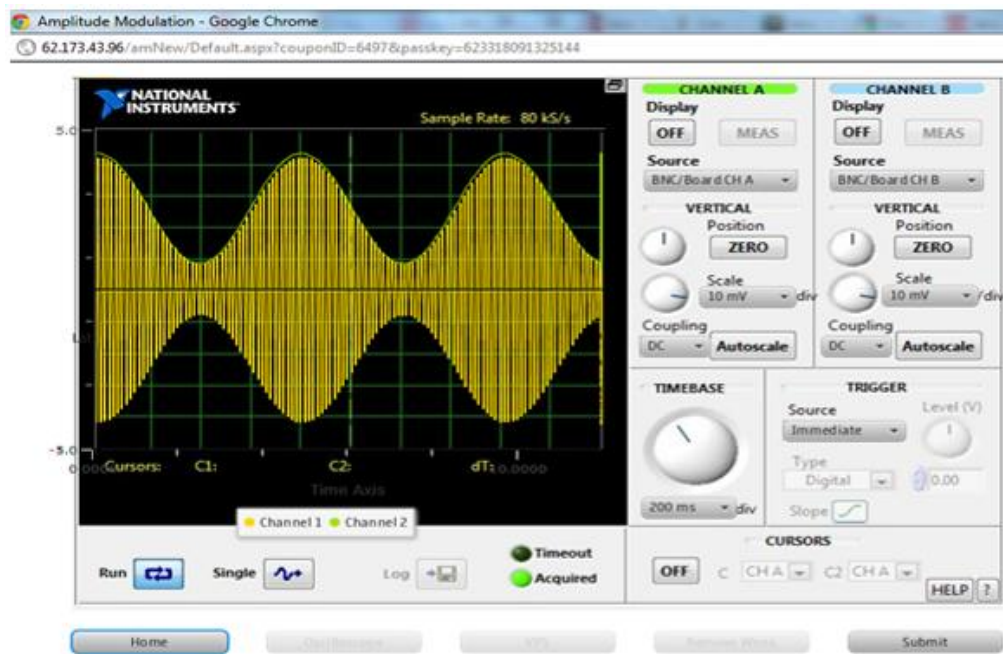 Amplitude Modulation - Google Chrome
62.173.43.96/amNew/Default.aspx?couponID=6497&passkey=623318091325144
NATIONAL
INSTRUMENTS
Sample Rate: 80 kS/s
5.0
-5.0
Cursors: C1: C2: dT:
Time Axis
Channel 1 Channel 2
Run Single Log
Timeout
Acquired
CHANNEL A
Display
OFF MEAS
Source
BNC/Board CH A
VERTICAL
Position
ZERO
Scale
10 mV div
Coupling
DC Autoscale
CHANNEL B
Display
OFF MEAS
Source
BNC/Board CH B
VERTICAL
Position
ZERO
Scale
10 mV /div
Coupling
DC Autoscale
TIMEBASE
200 ms div
TRIGGER
Source Level (V)
Immediate
Type
Digital 0.00
Slope
CURSORS
OFF C CH A C2 CH A
HELP ?
Home Submit